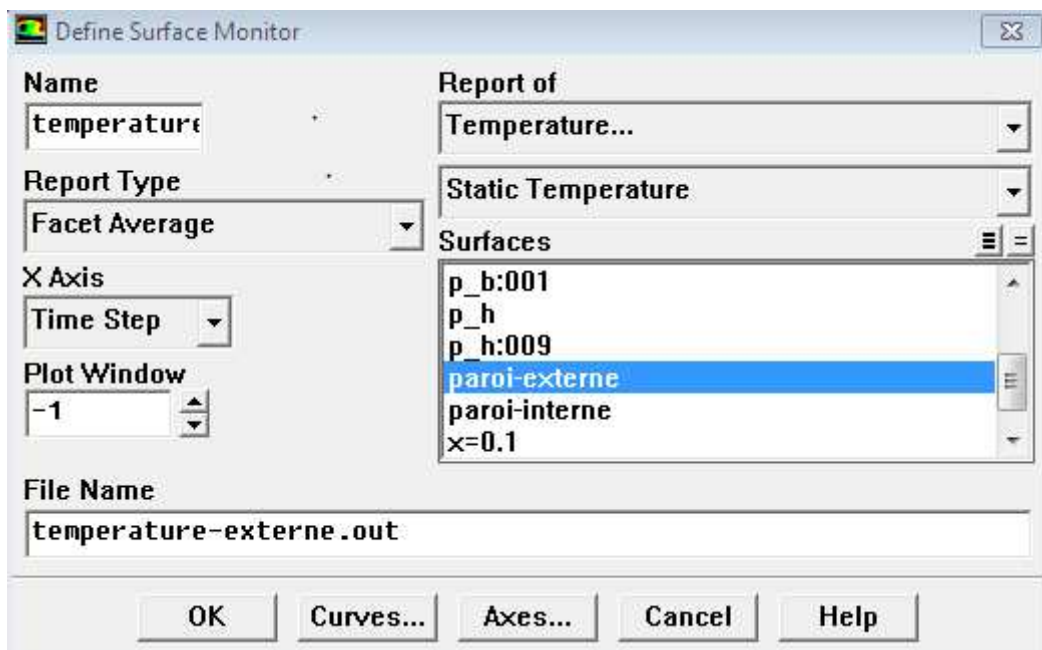 Define Surface Monitor
Name
temperature
Report Type
Facet Average
X Axis
Time Step
Plot Window
-1
Report of
Temperature...
Static Temperature
Surfaces
p_b:001
p_h
p_h:009
paroi-externe
paroi-interne
x=0.1
File Name
temperature-externe.out
OK Curves... Axes... Cancel Help